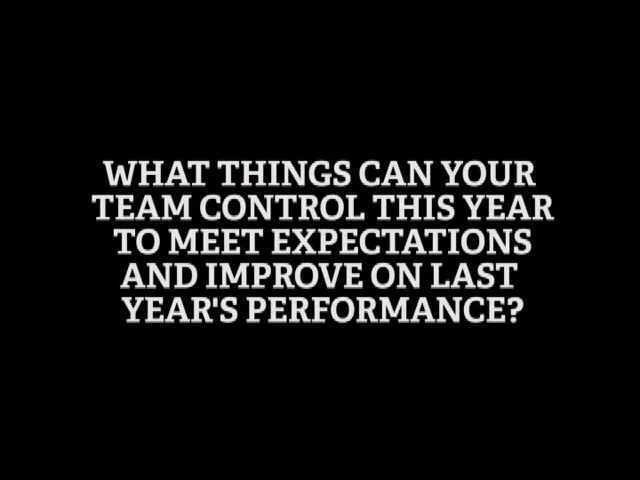 WHAT THINGS CAN YOUR
TEAM CONTROL THIS YEAR
TO MEET EXPECTATIONS
AND IMPROVE ON LAST
YEAR'S PERFORMANCE?